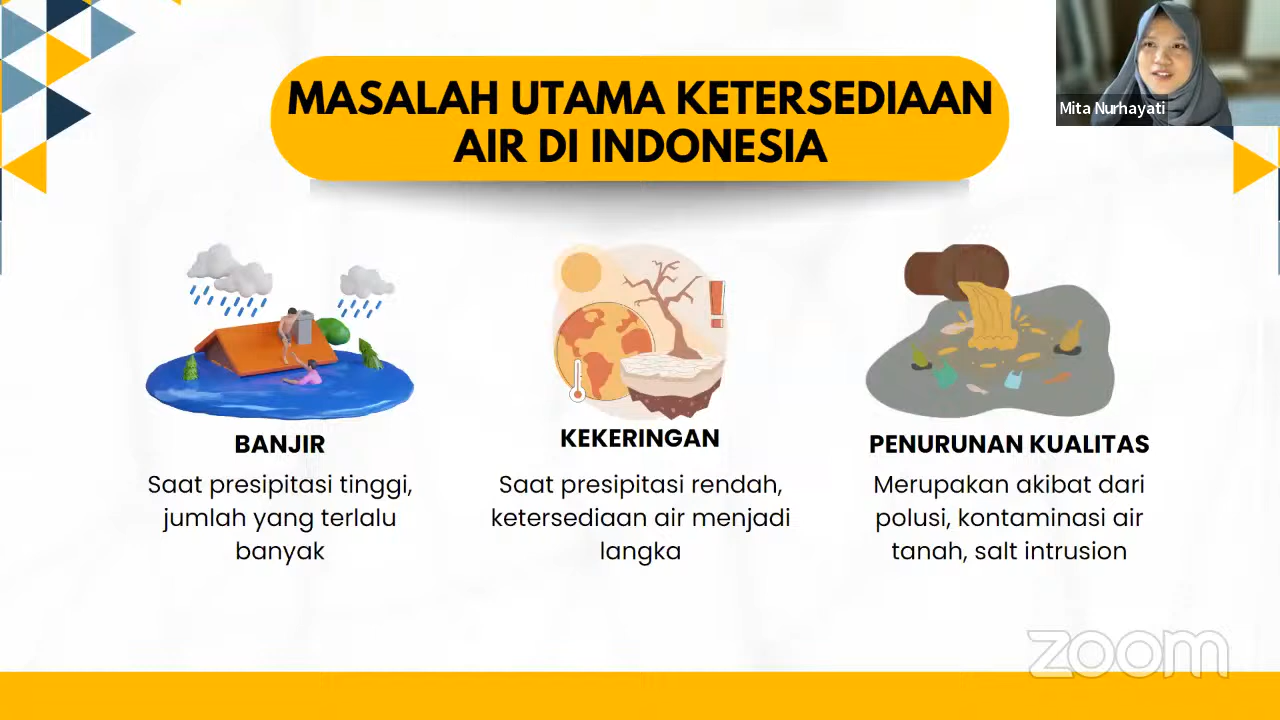 MASALAH UTAMA KETERSEDIAAN
AIR DI INDONESIA
Mita Nurhayati
BANJIR
Saat presipitasi tinggi,
jumlah yang terlalu
banyak
KEKERINGAN
Saat presipitasi rendah,
ketersediaan air menjadi
langka
PENURUNAN KUALITAS
Merupakan akibat dari
polusi, kontaminasi air
tanah, salt intrusion
zoom